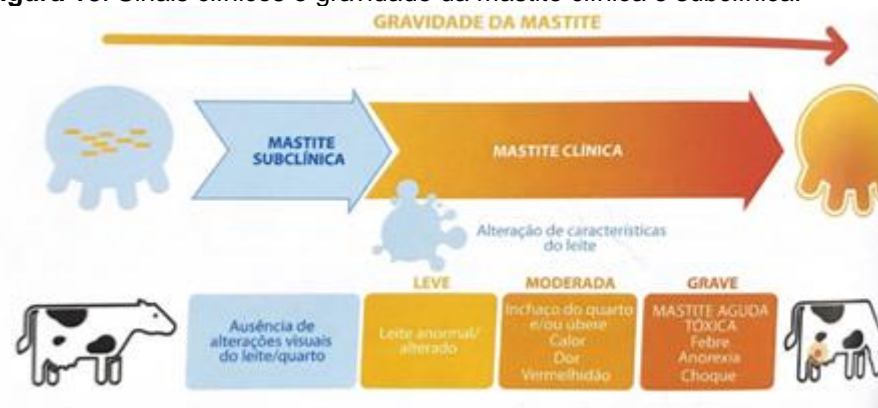 Sinais clínicos e gravidade da mastite clínica e subclínica.
GRAVIDADE DA MASTITE
MASTITE
SUBCLÍNICA
MASTITE CLÍNICA
Alteração de características
do leite
LEVE
MODERADA
GRAVE
Ausência de
alterações visuais
do leite/quarto
Leite anormal/
alterado
Inchaço do quarto
e/ou úbere
Calor
Dor
Vermelhidão
MASTITE AGUDA
TÓXICA
Febre
Anorexia
Choque